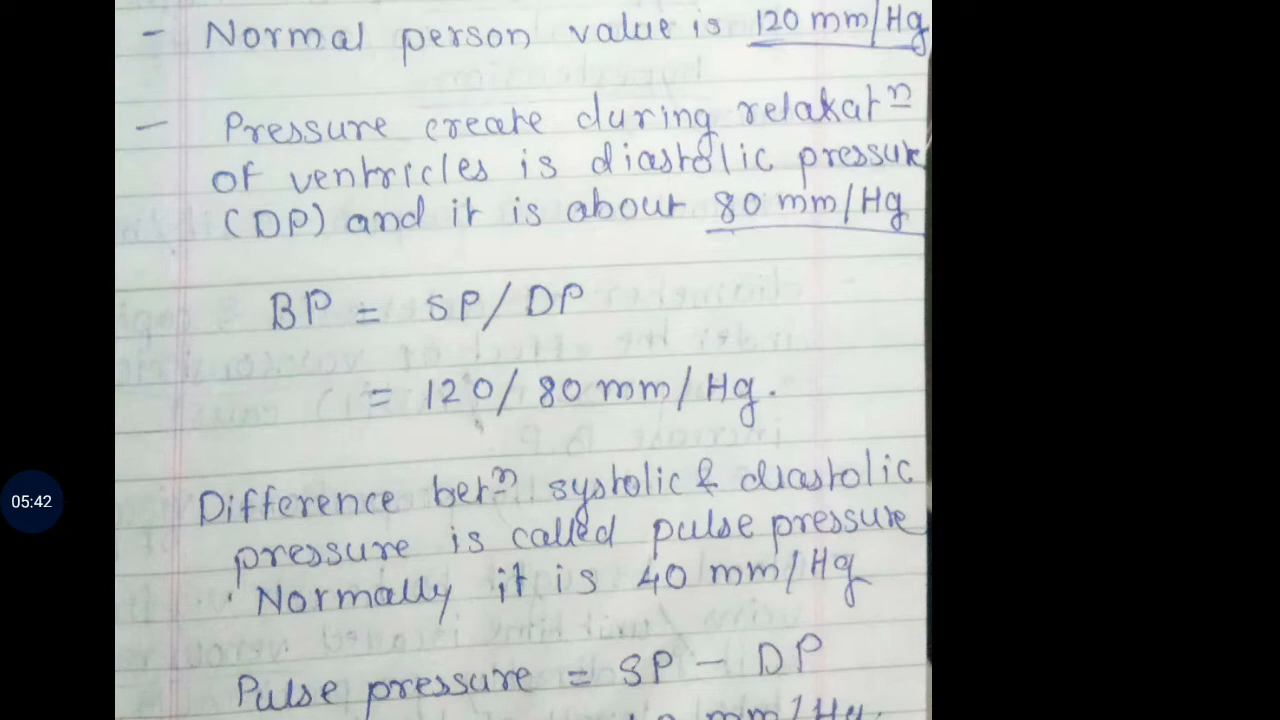 - Normal person value is 120 mm/Hg
- Pressure create during relaxatn
of ventricles is diastolic pressure
(DP) and it is about 80 mm/Hg
BP = SP/DP
= 120/80 mm/Hg.
Difference betn systolic & diastolic
pressure is called pulse pressure
. Normally it is 40 mm/Hg
05:42
Pulse pressure = SP - DP
mm/Hg.